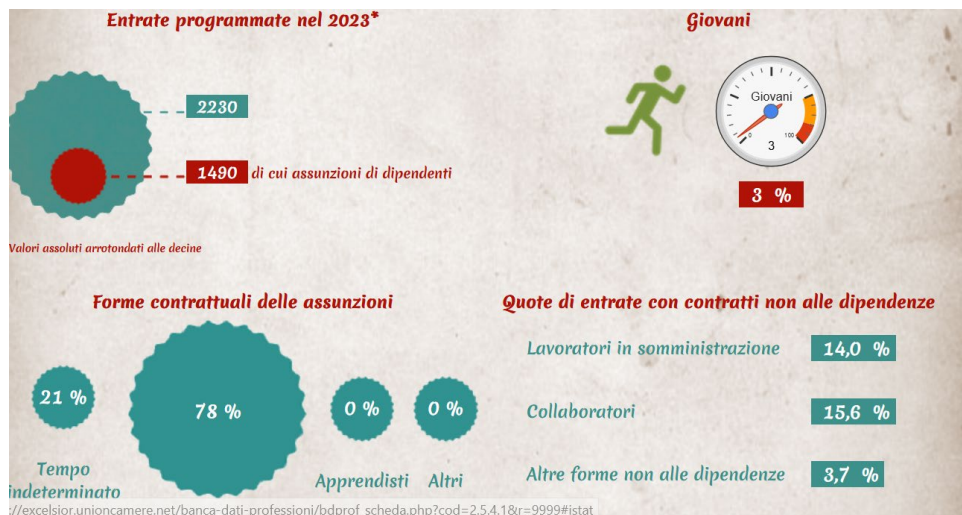 Entrate programmate nel 2023*
Giovani
2230
1490 di cui assunzioni di dipendenti
Giovani
0
100
3
3 %
Valori assoluti arrotondati alle decine
Forme contrattuali delle assunzioni
Quote di entrate con contratti non alle dipendenze
21 %
78 %
0 %
0 %
Tempo
indeterminato
Apprendisti
Altri
Lavoratori in somministrazione 14,0 %
Collaboratori 15,6 %
Altre forme non alle dipendenze 3,7 %
://excelsior.unioncamere.net/banca-dati-professioni/bdprof_scheda.php?cod=2.5.4.1&r=9999#istat